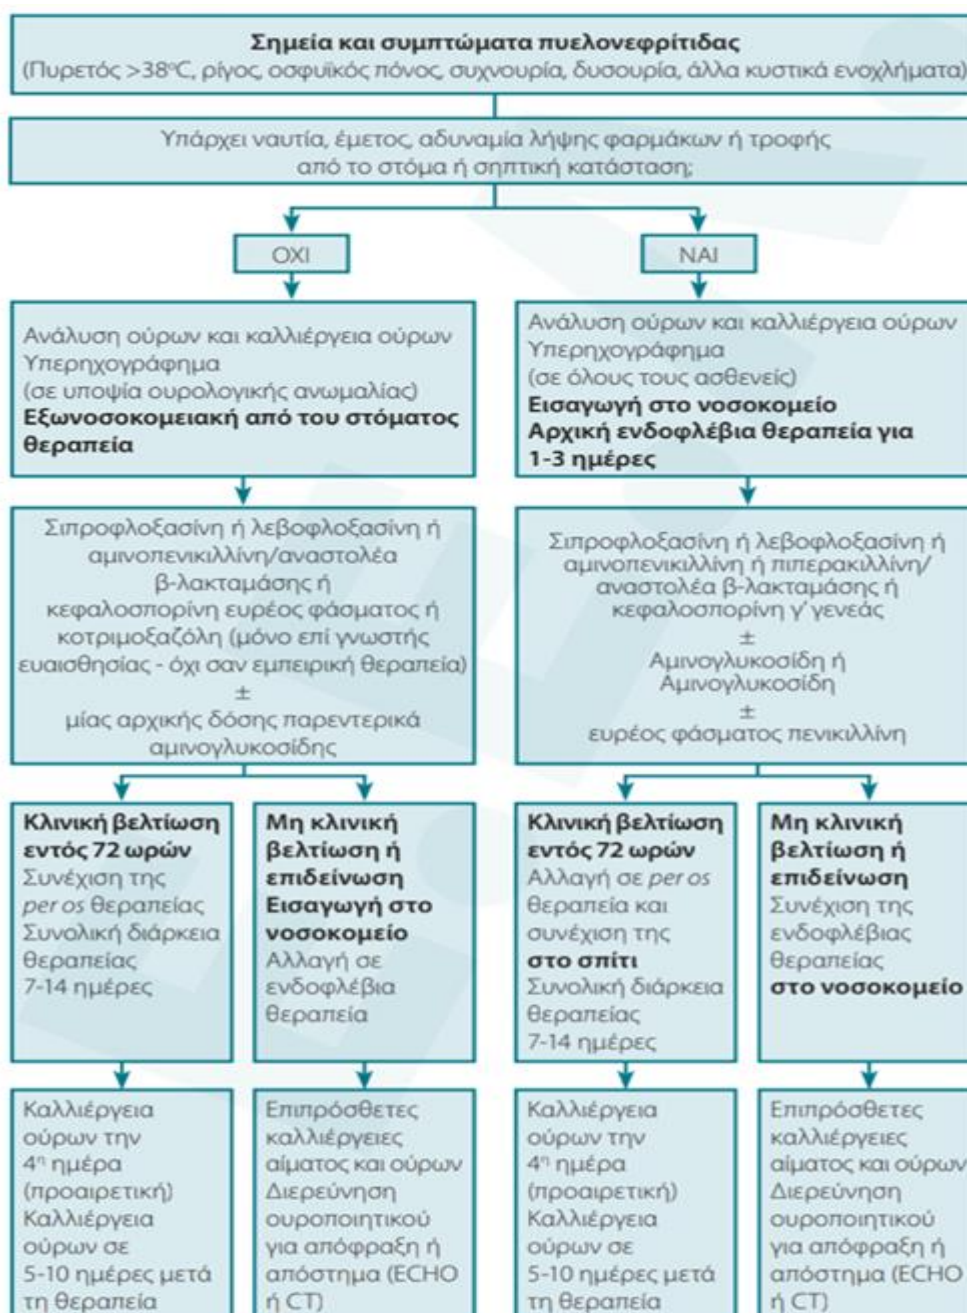 Σημεία και συμπτώματα πυελονεφρίτιδας
(Πυρετός >38°C, ρίγος, οσφυϊκός πόνος, συχνουρία, δυσουρία, άλλα κυστικά ενοχλήματα)
Υπάρχει ναυτία, έμετος, αδυναμία λήψης φαρμάκων ή τροφής
από το στόμα ή σηπτική κατάσταση;
ΟΧΙ
Ανάλυση ούρων και καλλιέργεια ούρων
Υπερηχογράφημα
(σε υποψία ουρολογικής ανωμαλίας)
Εξωνοσοκομειακή από του στόματος
θεραπεία
Σιπροφλοξασίνη ή λεβοφλοξασίνη ή
αμινοπενικιλλίνη/αναστολέα
β-λακταμάσης ή
κεφαλοσπορίνη ευρέος φάσματος ή
κοτριμοξαζόλη (μόνο επί γνωστής
ευαισθησίας - όχι σαν εμπειρική θεραπεία)
±
μίας αρχικής δόσης παρεντερικά
αμινογλυκοσίδης
Κλινική βελτίωση
εντός 72 ωρών
Συνέχιση της
per os θεραπείας
Συνολική διάρκεια
θεραπείας
7-14 ημέρες
Καλλιέργεια
ούρων την
4η ημέρα
(προαιρετική)
Καλλιέργεια
ούρων σε
5-10 ημέρες μετά
τη θεραπεία
Μη κλινική
βελτίωση ή
επιδείνωση
Εισαγωγή στο
νοσοκομείο
Αλλαγή σε
ενδοφλέβια
θεραπεία
Επιπρόσθετες
καλλιέργειες
αίματος και ούρων
Διερεύνηση
ουροποιητικού
για απόφραξη ή
απόστημα (ECHO
ή CT)
ΝΑΙ
Ανάλυση ούρων και καλλιέργεια ούρων
Υπερηχογράφημα
(σε όλους τους ασθενείς)
Εισαγωγή στο νοσοκομείο
Αρχική ενδοφλέβια θεραπεία για
1-3 ημέρες
Σιπροφλοξασίνη ή λεβοφλοξασίνη ή
αμινοπενικιλλίνη ή πιπερακιλλίνη/
αναστολέα β-λακταμάσης ή
κεφαλοσπορίνη γ' γενεάς
±
Αμινογλυκοσίδη ή
Αμινογλυκοσίδη
±
ευρέος φάσματος πενικιλλίνη
Κλινική βελτίωση
εντός 72 ωρών
Αλλαγή σε per os
θεραπεία και
συνέχιση της
στο σπίτι
Συνολική διάρκεια
θεραπείας
7-14 ημέρες
Καλλιέργεια
ούρων την
4η ημέρα
(προαιρετική)
Καλλιέργεια
ούρων σε
5-10 ημέρες μετά
τη θεραπεία
Μη κλινική
βελτίωση ή
επιδείνωση
Συνέχιση της
ενδοφλέβιας
θεραπείας
στο νοσοκομείο
Επιπρόσθετες
καλλιέργειες
αίματος και ούρων
Διερεύνηση
ουροποιητικού
για απόφραξη ή
απόστημα (ECHO
ή CT)